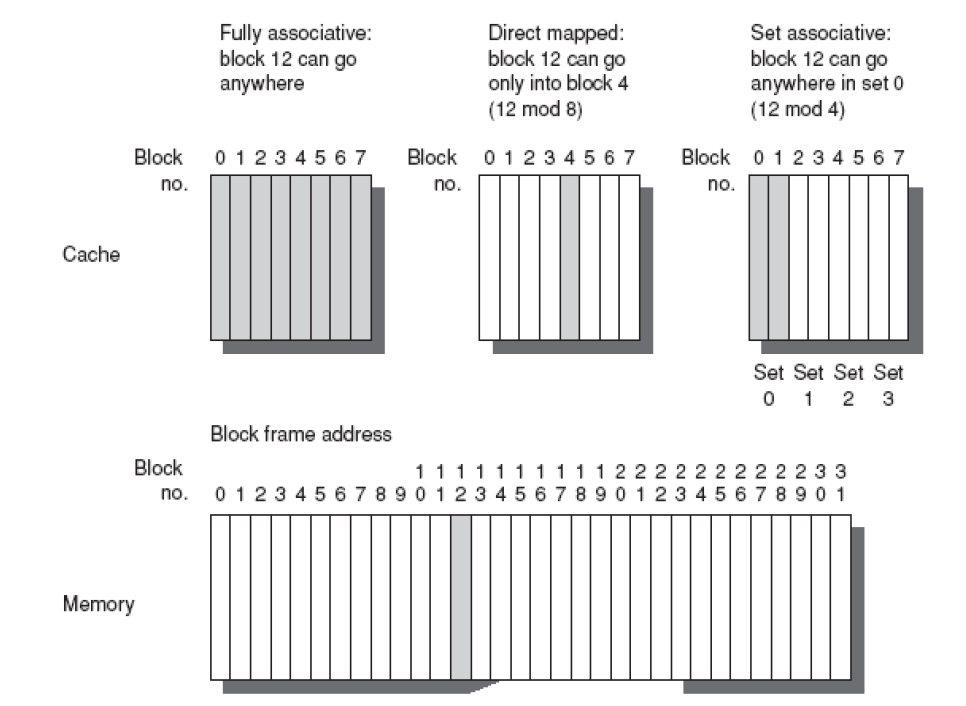 Fully associative:
block 12 can go
anywhere
Direct mapped:
block 12 can go
only into block 4
(12 mod 8)
Set associative:
block 12 can go
anywhere in set 0
(12 mod 4)
Block
no.
0 1 2 3 4 5 6 7
Block
no.
0 1 2 3 4 5 6 7
Block
no.
0 1 2 3 4 5 6 7
Cache
Set Set Set Set
0 1 2 3
Block frame address
Block
no.
1 1 1 1 1 1 1 1 1 1 2 2 2 2 2 2 2 2 2 2 3 3
0 1 2 3 4 5 6 7 8 9 0 1 2 3 4 5 6 7 8 9 0 1 2 3 4 5 6 7 8 9 0 1
Memory